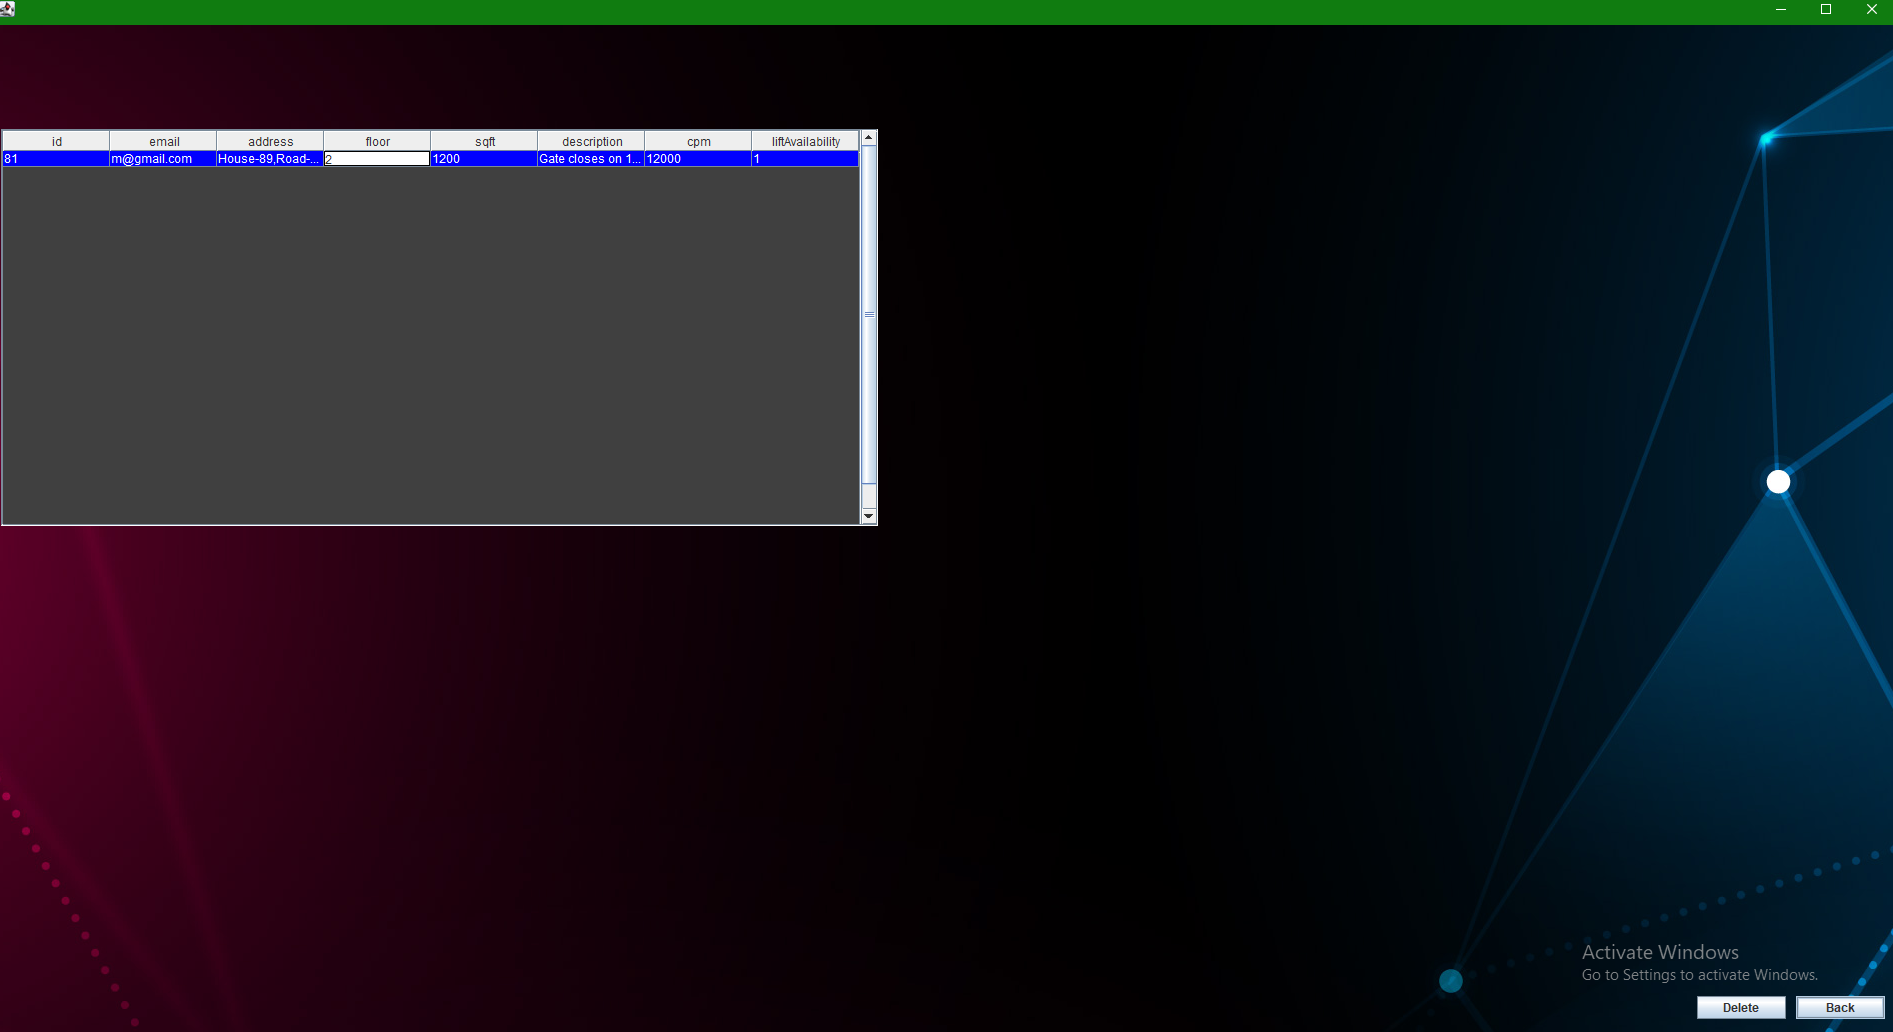 id email address floor sqft description cpm liftAvailability
81 m@gmail.com House-89,Road-... 2 1200 Gate closes on 1... 12000 1
Activate Windows
Go to Settings to activate Windows.
Delete Back